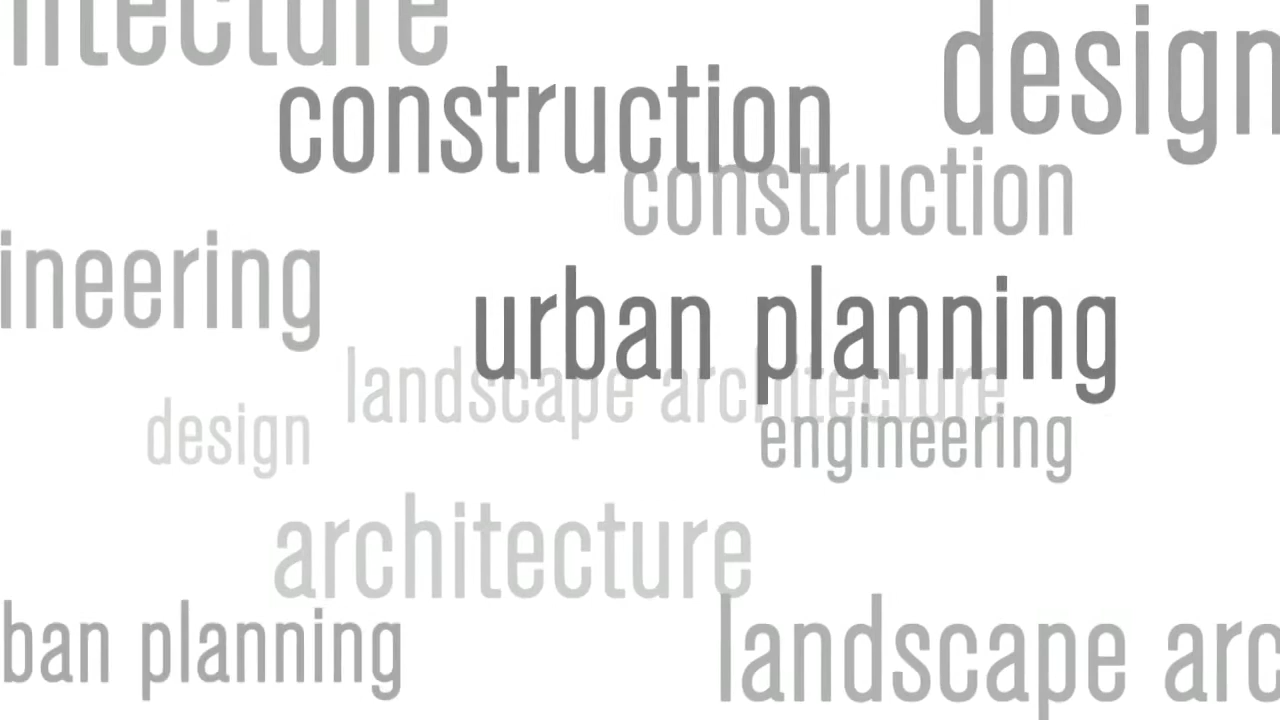 itecture
design
construction
construction
ineering
urban planning
landscape architecture
design
engineering
architecture
ban planning
landscape arc